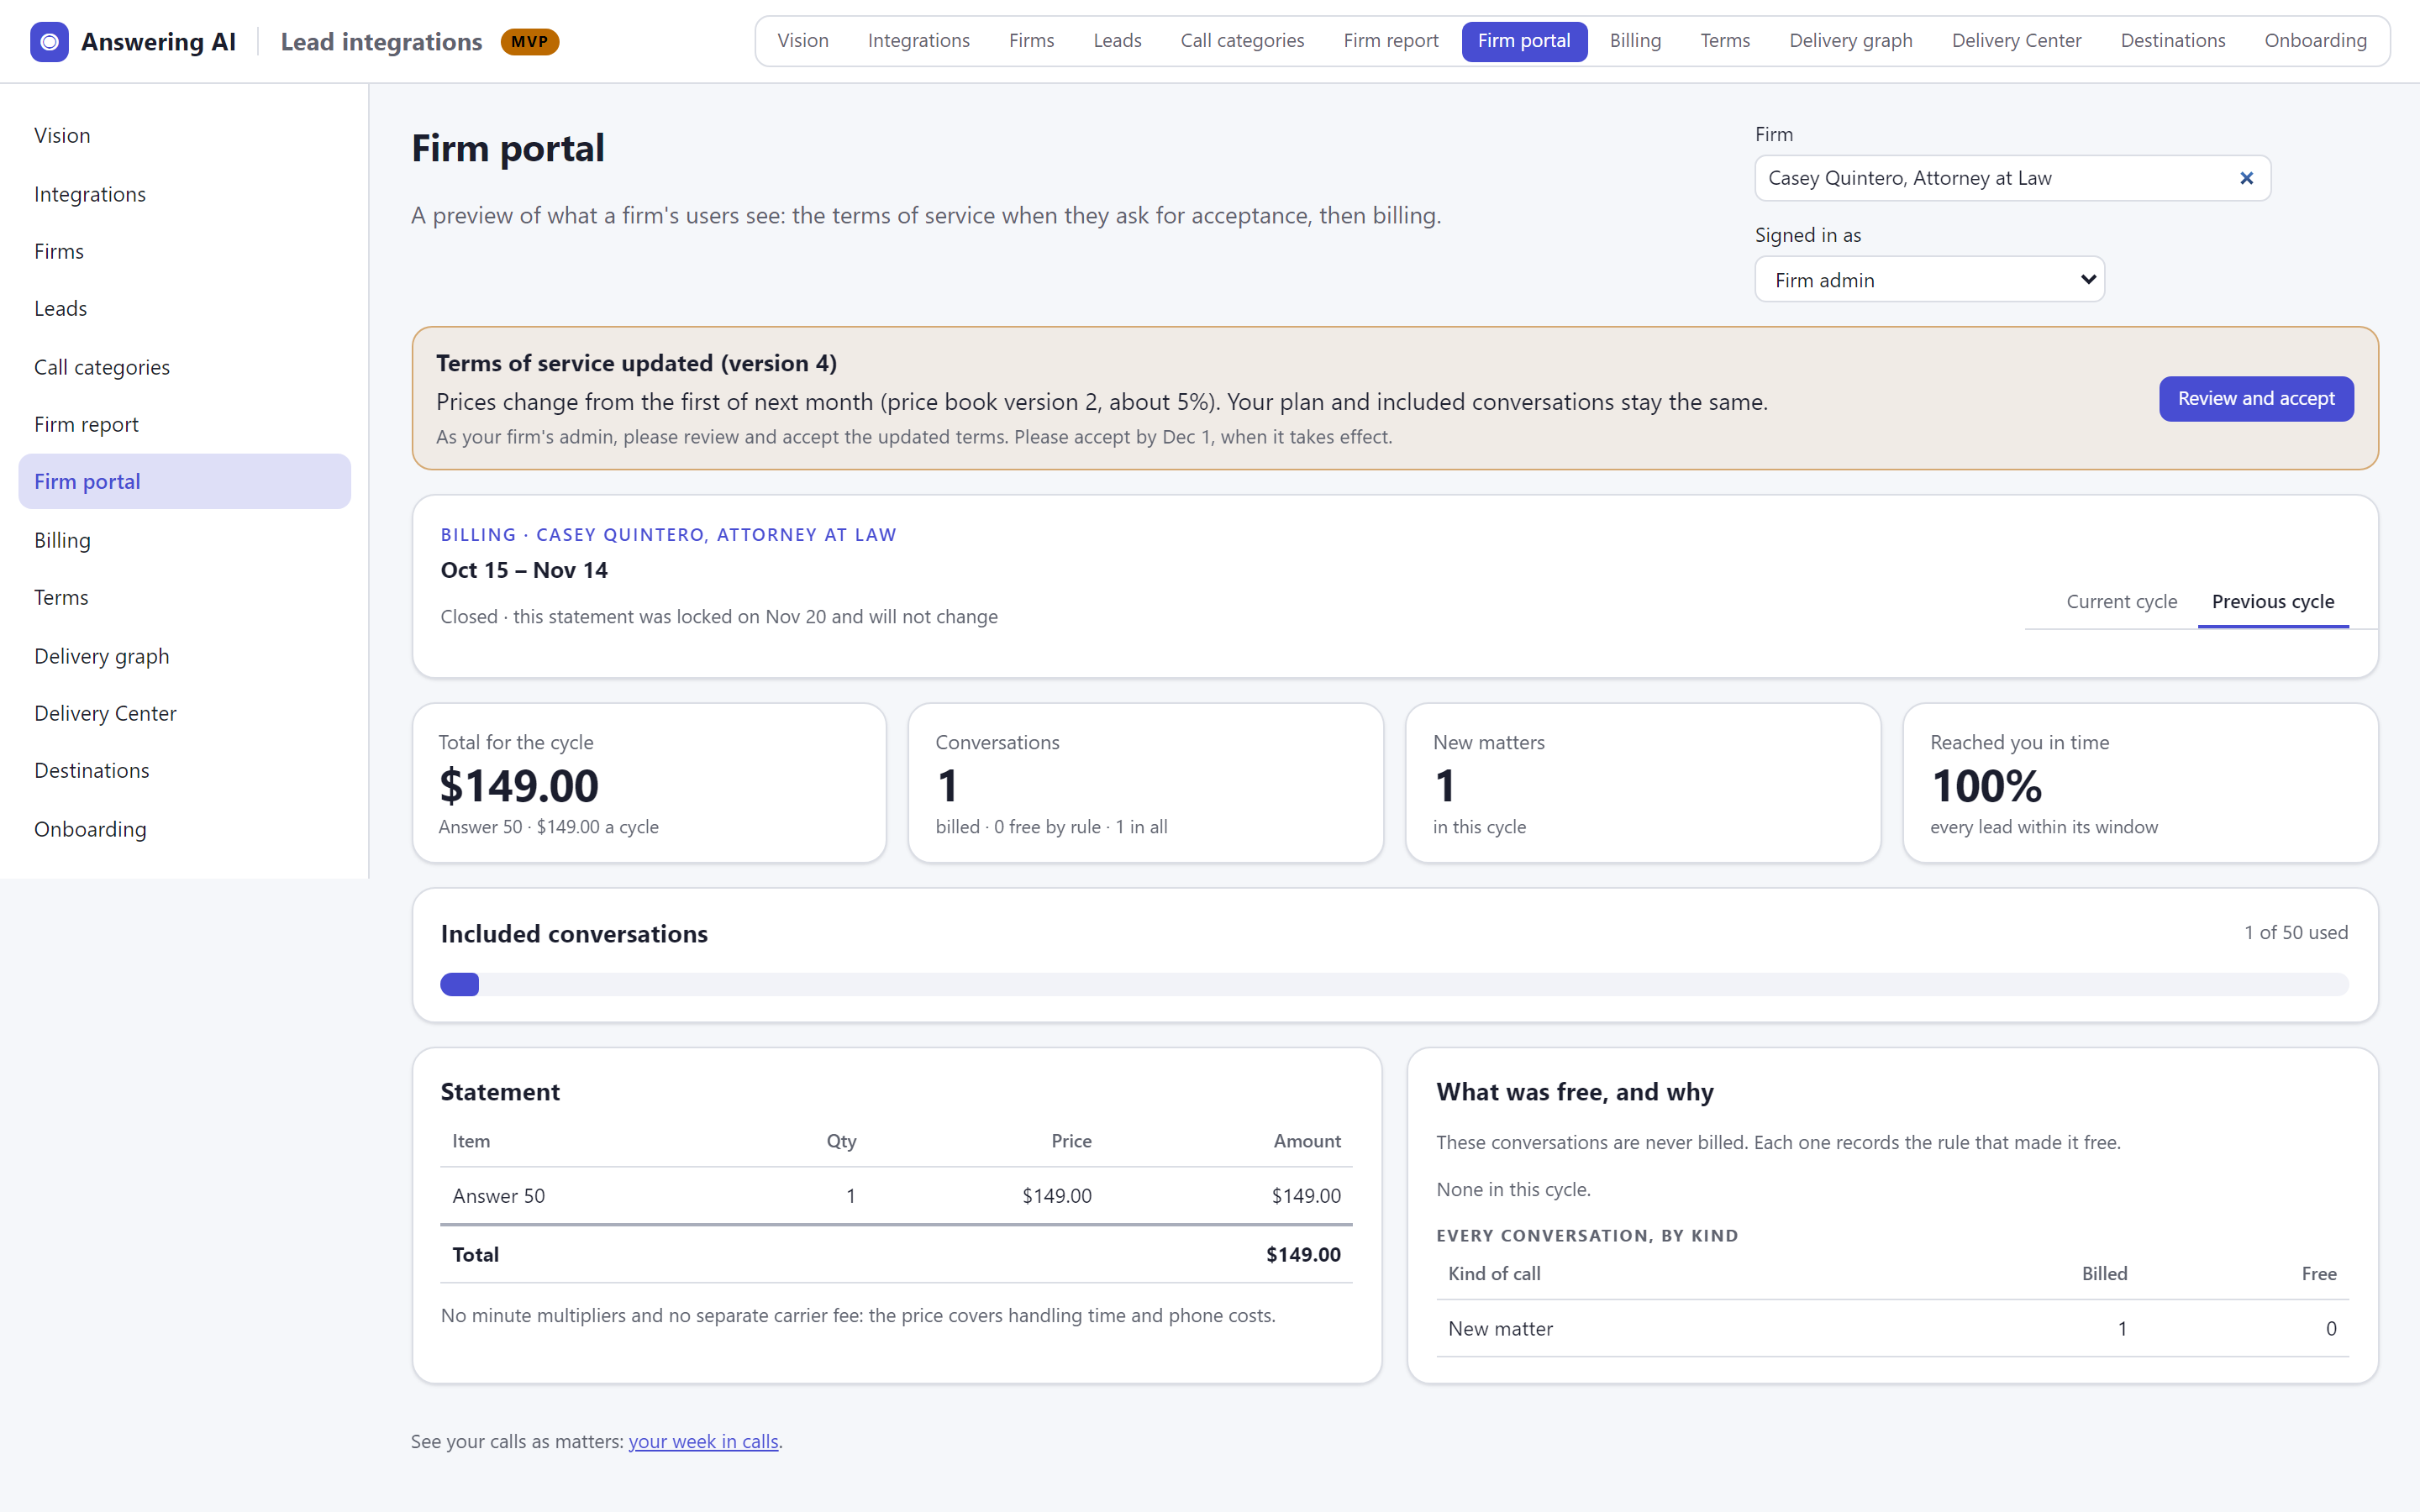 Answering AI
Lead integrations
MVP
Vision
Integrations
Firms
Leads
Call categories
Firm report
Firm portal
Billing
Terms
Delivery graph
Delivery Center
Destinations
Onboarding
Vision
Integrations
Firms
Leads
Call categories
Firm report
Firm portal
Billing
Terms
Delivery graph
Delivery Center
Destinations
Onboarding
Firm portal
A preview of what a firm's users see: the terms of service when they ask for acceptance, then billing.
Firm
Casey Quintero, Attorney at Law
Signed in as
Firm admin
Terms of service updated (version 4)
Prices change from the first of next month (price book version 2, about 5%). Your plan and included conversations stay the same.
As your firm's admin, please review and accept the updated terms. Please accept by Dec 1, when it takes effect.
Review and accept
BILLING · CASEY QUINTERO, ATTORNEY AT LAW
Oct 15 – Nov 14
Closed · this statement was locked on Nov 20 and will not change
Current cycle
Previous cycle
Total for the cycle
$149.00
Answer 50 · $149.00 a cycle
Conversations
1
billed · 0 free by rule · 1 in all
New matters
1
in this cycle
Reached you in time
100%
every lead within its window
Included conversations
1 of 50 used
Statement
Item Qty Price Amount
Answer 50 1 $149.00 $149.00
Total $149.00
No minute multipliers and no separate carrier fee: the price covers handling time and phone costs.
What was free, and why
These conversations are never billed. Each one records the rule that made it free.
None in this cycle.
EVERY CONVERSATION, BY KIND
Kind of call Billed Free
New matter 1 0
See your calls as matters: your week in calls.